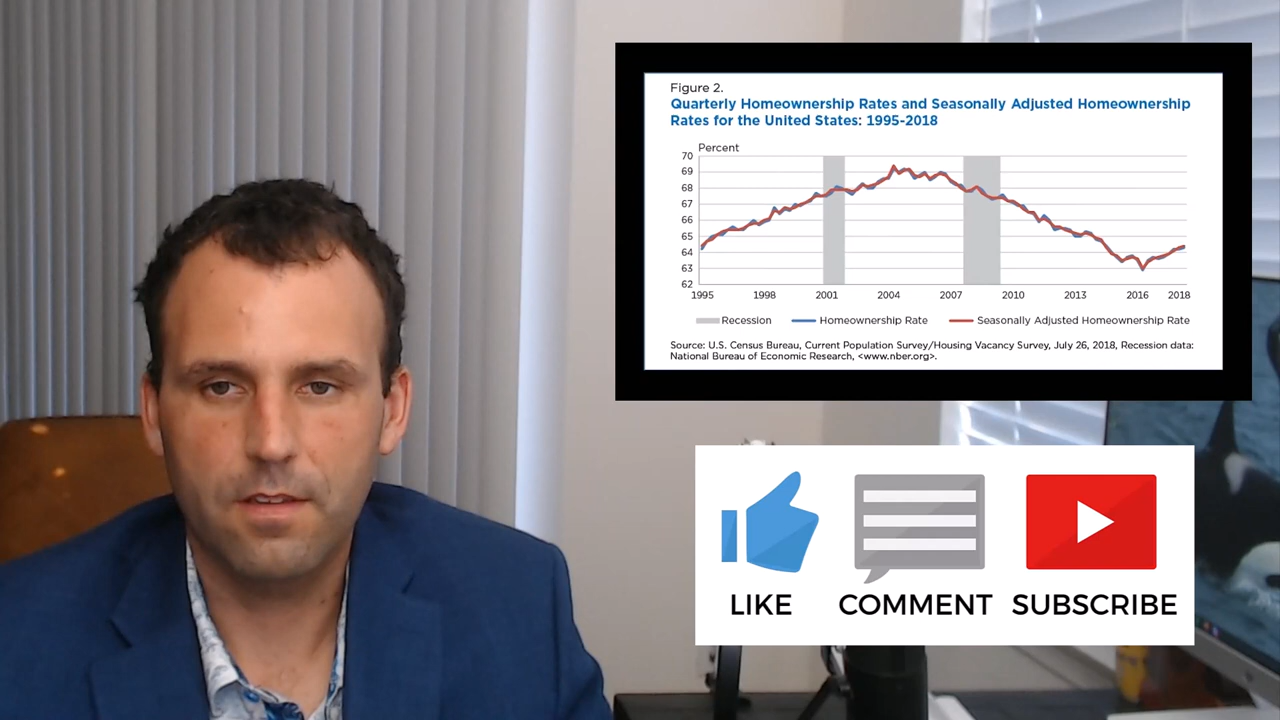 Figure 2.
Quarterly Homeownership Rates and Seasonally Adjusted Homeownership
Rates for the United States: 1995-2018
Percent
70
69
68
67
66
65
64
63
62
1995 1998 2001 2004 2007 2010 2013 2016 2018
Recession Homeownership Rate Seasonally Adjusted Homeownership Rate
Source: U.S. Census Bureau, Current Population Survey/Housing Vacancy Survey, July 26, 2018, Recession data:
National Bureau of Economic Research, <www.nber.org>.
LIKE COMMENT SUBSCRIBE